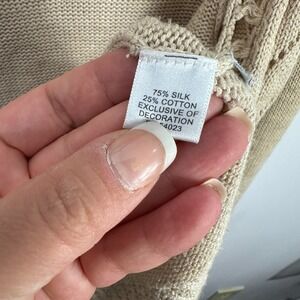 75% SILK
25% COTTON
EXCLUSIVE OF
DECORATION